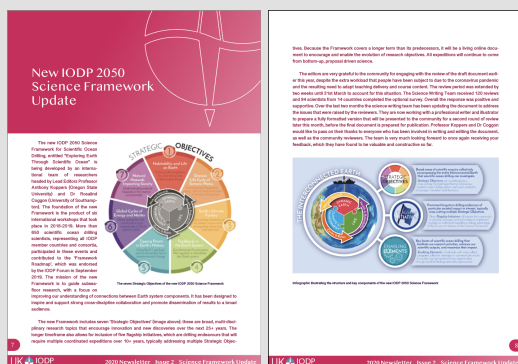 New IODP 2050
Science Framework
Update
The new IODP 2050 Science
Framework for Scientific Ocean
Drilling, entitled "Exploring Earth
Through Scientific Ocean" is
being developed by an interna-
tional team of researchers
headed by Lead Editors Professor
Anthony Koppers (Oregon State
University) and Dr Rosalind
Coggon (University of Southamp-
ton). The foundation of the new
Framework is the product of six
international workshops that took
place in 2018-2019. More than
650 scientific ocean drilling
scientists, representing all IODP
member countries and consortia,
participated to these events and
contributed to the 'Framework
Roadmap', which was endorsed
by the IODP Forum in September
2019. The mission of the new
Framework is to guide subsea-
floor research, with a focus on
improving our understanding of connections between Earth system components. It has been designed to
inspire and support strong cross-discipline collaboration and promote dissemination of results to a broad
audience.
STRATEGIC OBJECTIVES
Habitability and Life on Earth
The seven Strategic Objectives of the new IODP 2050 Science Framework
The Framework includes seven 'Strategic Objectives' (image above); these are broad, multi-disci-
plinary research topics that encourage innovation and new discoveries over the next 25+ years. The
longer timeframe also allows for inclusion of five flagship initiatives, which are drilling endeavours that will
require multiple coordinated expeditions over 10+ years, typically addressing multiple Strategic Objec-
7
UK IODP
2020 Newsletter Issue 2 Science Framework Update
tives. Because the Framework covers a longer term than its predecessors, it will be a living online docu-
ment to encourage and enable the evolution of research objectives. All expeditions will continue to come
from bottom-up, proposal driven science.
The editors are very grateful to the community for engaging with the review of the draft document earli-
er this year, despite the extra workload that people have been subject to due to the coronavirus pandemic
and the resulting need to adapt teaching delivery and course content. The review period was extended by
two weeks until 31st March to account for this situation. The Science Writing Team received 120 reviews
and 94 scientists from 14 countries completed the optional survey. Overall the response was positive and
supportive. Over the last two months the science writing team has been updating the document to address
the issues that were raised by the reviewers. They are now working with a professional writer and illustrator
to prepare a fully formatted version that will be presented to the community for a second round of review
later this month, before the final document is prepared for publication. Professor Koppers and Dr Coggon
would like to pass on their thanks to everyone who has been involved in writing and editing the document,
as well as the community reviewers. The team is very much looking forward to once again receiving your
feedback, which they have found to be valuable and constructive so far.
INTERCONNECTED EARTH
STRATEGIC
OBJECTIVES
INITIATIVES
ENABLING
ELEMENTS
Infographic illustrating the structure and key components of the new IODP 2050 Science Framework
8
UK IODP
2020 Newsletter Issue 2 Science Framework Update